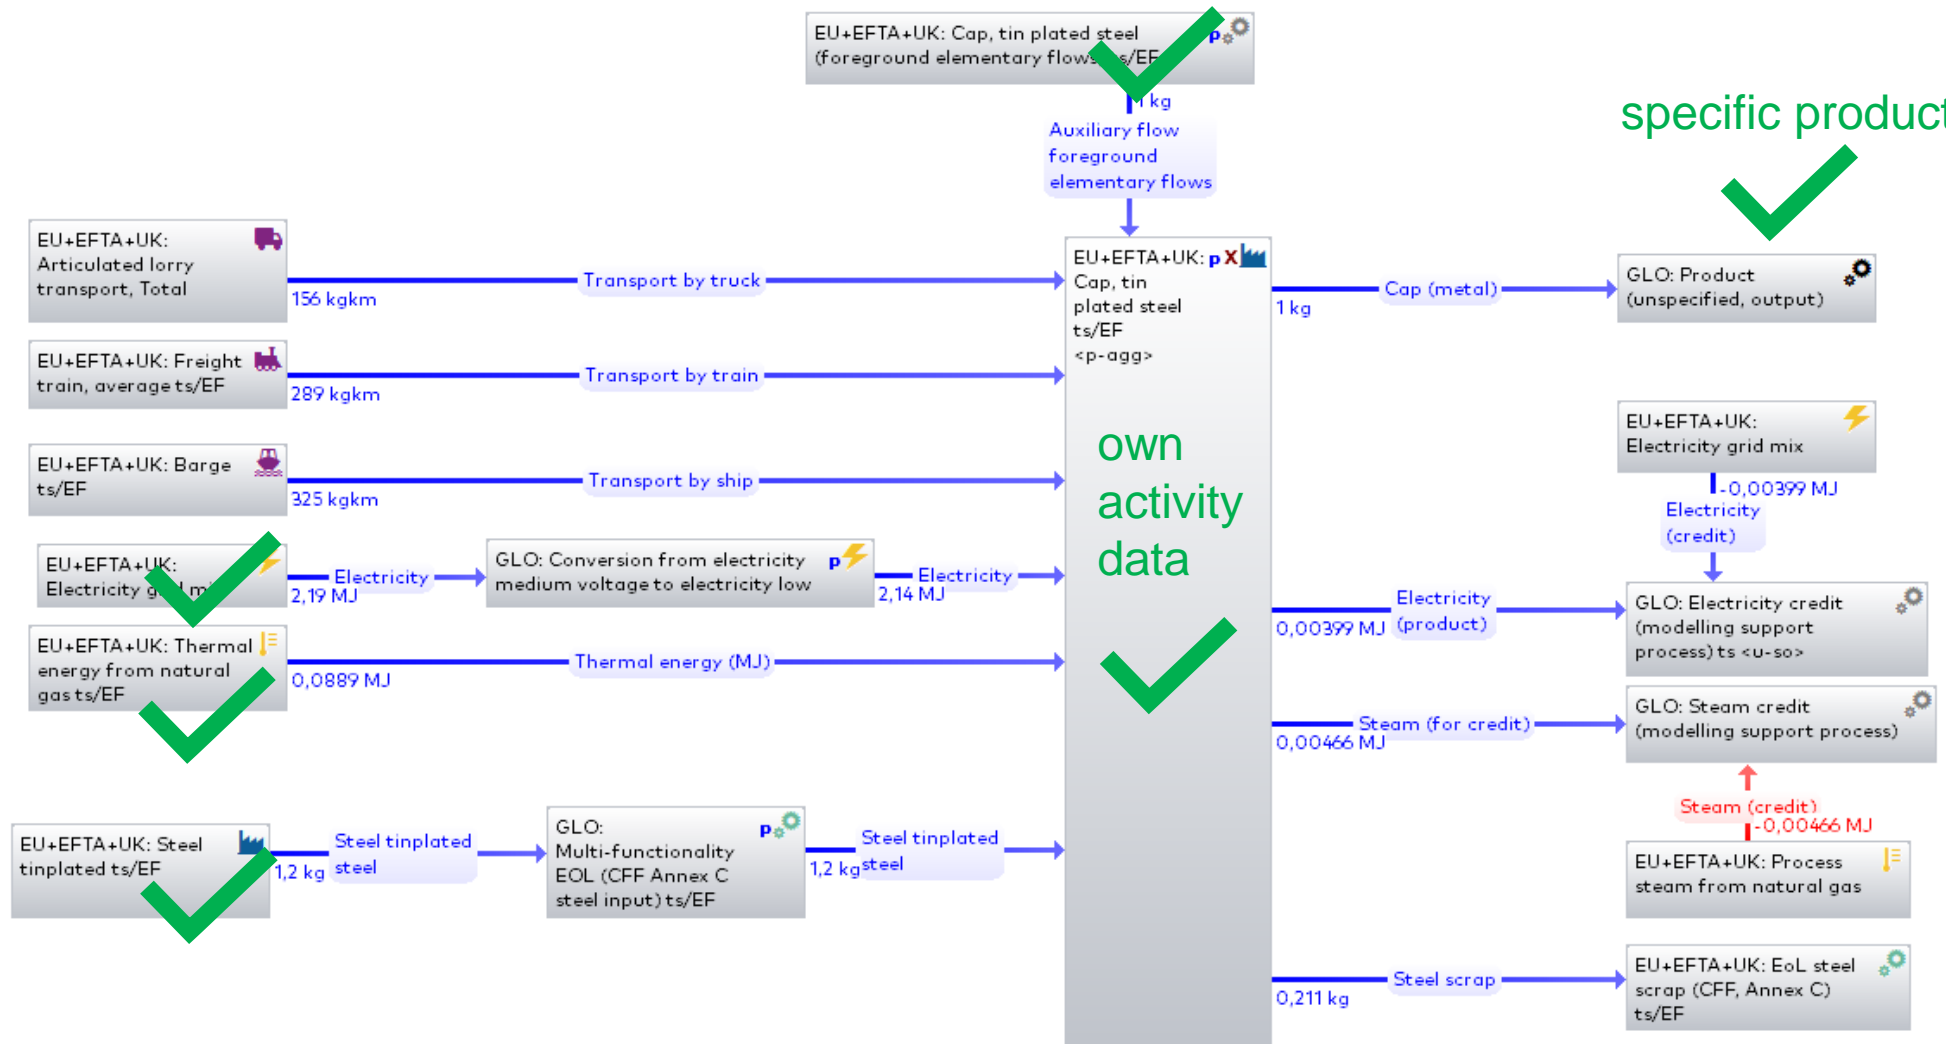 EU+EFTA+UK: Cap, tin plated steel
(foreground elementary flows) ts/EF
p
1 kg
Auxiliary flow
foreground
elementary flows
specific product
EU+EFTA+UK:
Articulated lorry
transport, Total
156 kgkm
Transport by truck
EU+EFTA+UK: Freight
train, average ts/EF
289 kgkm
Transport by train
EU+EFTA+UK: Barge
ts/EF
325 kgkm
Transport by ship
EU+EFTA+UK:
Electricity grid mix
2,19 MJ
Electricity
GLO: Conversion from electricity
medium voltage to electricity low
p
2,14 MJ
Electricity
EU+EFTA+UK: Thermal
energy from natural
gas ts/EF
0,0889 MJ
Thermal energy (MJ)
EU+EFTA+UK: Steel
tinplated ts/EF
1,2 kg
Steel tinplated
steel
GLO:
Multi-functionality
EOL (CFF Annex C
steel input) ts/EF
p
1,2 kg
Steel tinplated
steel
EU+EFTA+UK: p X
Cap, tin
plated steel
ts/EF
<p-agg>
own
activity
data
1 kg
Cap (metal)
GLO: Product
(unspecified, output)
EU+EFTA+UK:
Electricity grid mix
-0,00399 MJ
Electricity
(credit)
0,00399 MJ
Electricity
(product)
GLO: Electricity credit
(modelling support
process) ts <u-so>
0,00466 MJ
Steam (for credit)
GLO: Steam credit
(modelling support process)
Steam (credit)
-0,00466 MJ
EU+EFTA+UK: Process
steam from natural gas
0,211 kg
Steel scrap
EU+EFTA+UK: EoL steel
scrap (CFF, Annex C)
ts/EF